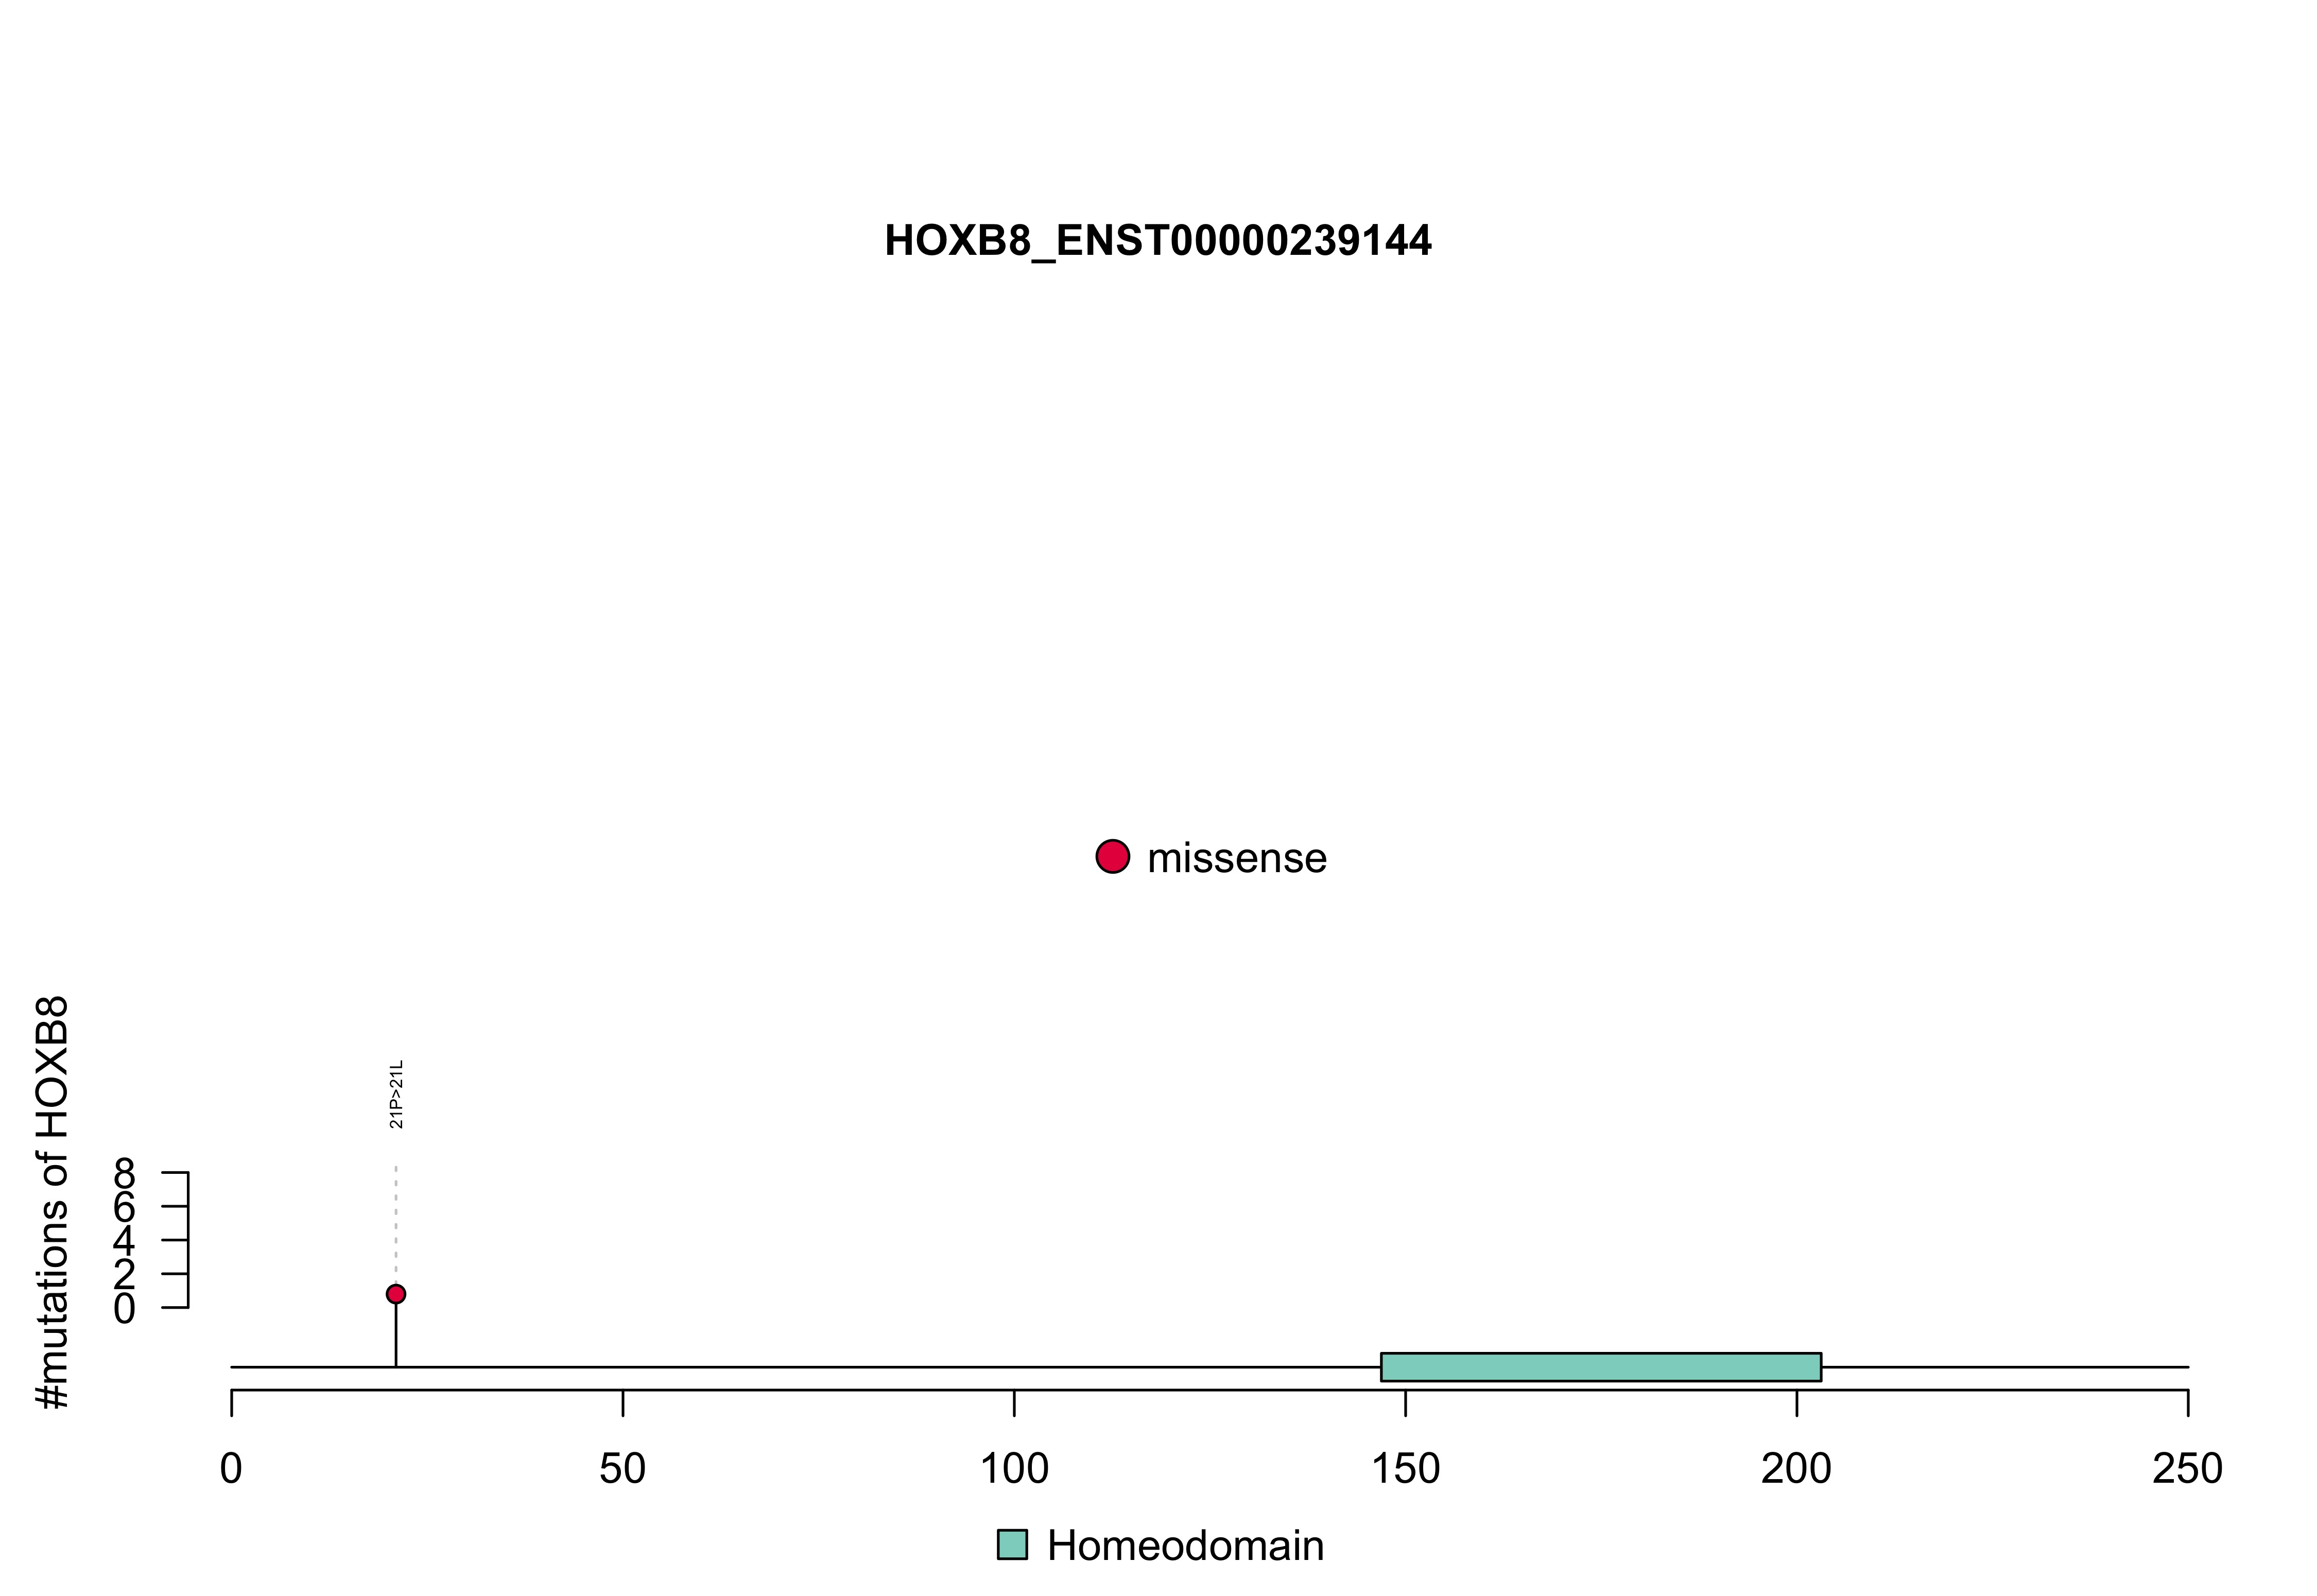 HOXB8_ENST00000239144
missense
#mutations of HOXB8
21P>21L
8
6
4
2
0
0 50 100 150 200 250
Homeodomain